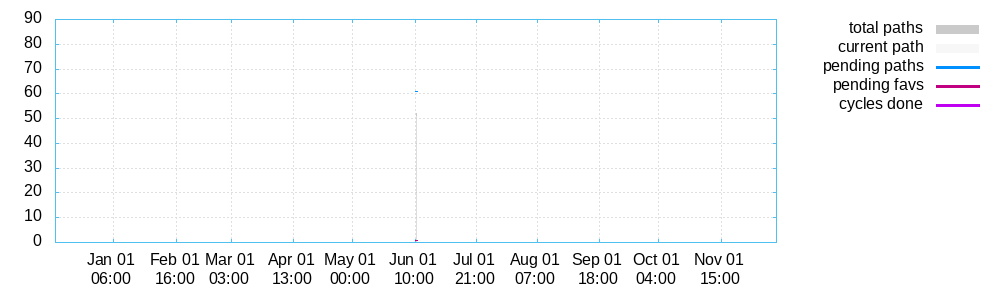 90
80
70
60
50
40
30
20
10
0
Jan 01 Feb 01 Mar 01 Apr 01 May 01 Jun 01 Jul 01 Aug 01 Sep 01 Oct 01 Nov 01
06:00 16:00 03:00 13:00 00:00 10:00 21:00 07:00 18:00 04:00 15:00
total paths
current path
pending paths
pending favs
cycles done